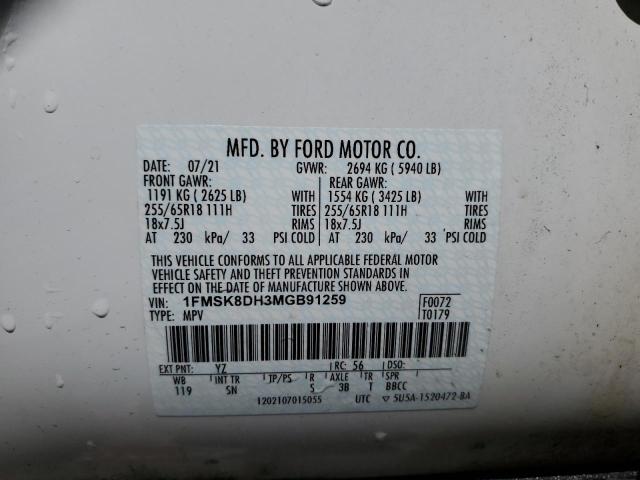 MFD. BY FORD MOTOR CO.
DATE: 07/21 GVWR: 2694 KG ( 5940 LB)
FRONT GAWR: REAR GAWR:
1191 KG ( 2625 LB) WITH 1554 KG ( 3425 LB) WITH
255/65R18 111H TIRES 255/65R18 111H TIRES
18x7.5J RIMS 18x7.5J RIMS
AT 230 kPa/ 33 PSI COLD AT 230 kPa/ 33 PSI COLD
THIS VEHICLE CONFORMS TO ALL APPLICABLE FEDERAL MOTOR
VEHICLE SAFETY AND THEFT PREVENTION STANDARDS IN
EFFECT ON THE DATE OF MANUFACTURE SHOWN ABOVE.
VIN: 1FMSK8DH3MGB91259 F0072
TYPE: MPV T0179
EXT PNT: YZ RC: 56 DSO:
WB INT TR TP/PS R AXLE TR SPR
119 SN S 3B T BBCC
1202107015055 UTC ▽ 5U5A-1520472-BA